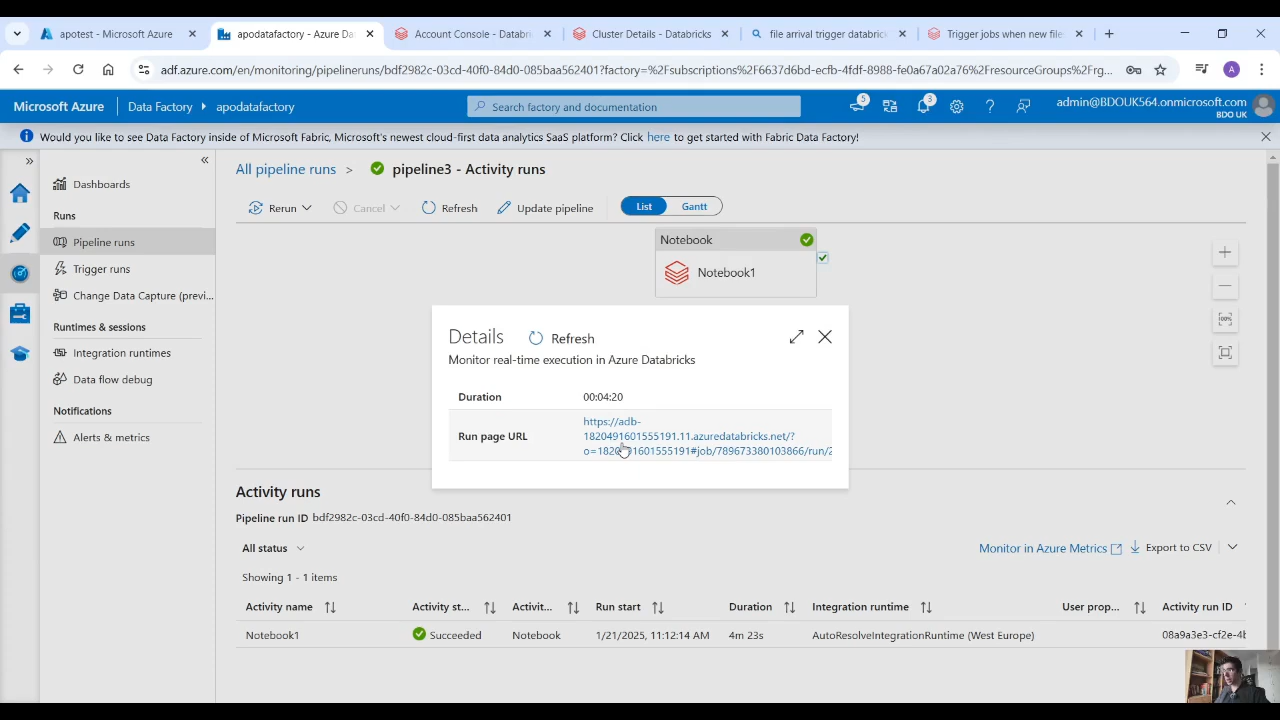 apotest - Microsoft Azure
apodatafactory - Azure Da
Account Console - Databri
Cluster Details - Databricks
file arrival trigger databrick
Trigger jobs when new file
adf.azure.com/en/monitoring/pipelineruns/bdf2982c-03cd-40f0-84d0-085baa562401?factory=%2Fsubscriptions%2F6637d6bd-ecfb-4fdf-8988-fe0a67a02a76%2FresourceGroups%2Frg...
A
Microsoft Azure
Data Factory
apodatafactory
Search factory and documentation
5
3
admin@BDOUK564.onmicrosoft.com
BDO UK
Would you like to see Data Factory inside of Microsoft Fabric, Microsoft's newest cloud-first data analytics SaaS platform? Click here to get started with Fabric Data Factory!
Dashboards
Runs
Pipeline runs
Trigger runs
Change Data Capture (previ...
Runtimes & sessions
Integration runtimes
Data flow debug
Notifications
Alerts & metrics
All pipeline runs > pipeline3 - Activity runs
Rerun
Cancel
Refresh
Update pipeline
List
Gantt
Notebook
Notebook1
100%
Details
Refresh
Monitor real-time execution in Azure Databricks
Duration 00:04:20
Run page URL
https://adb-
1820491601555191.11.azuredatabricks.net/?
Activity runs
Pipeline run ID bdf2982c-03cd-40f0-84d0-085baa562401
All status
Monitor in Azure Metrics
Export to CSV
Showing 1 - 1 items
Activity name Activity st... Activit... Run start Duration Integration runtime User prop... Activity run ID
Notebook1 Succeeded Notebook 1/21/2025, 11:12:14 AM 4m 23s AutoResolveIntegrationRuntime (West Europe) 08a9a3e3-cf2e-4b